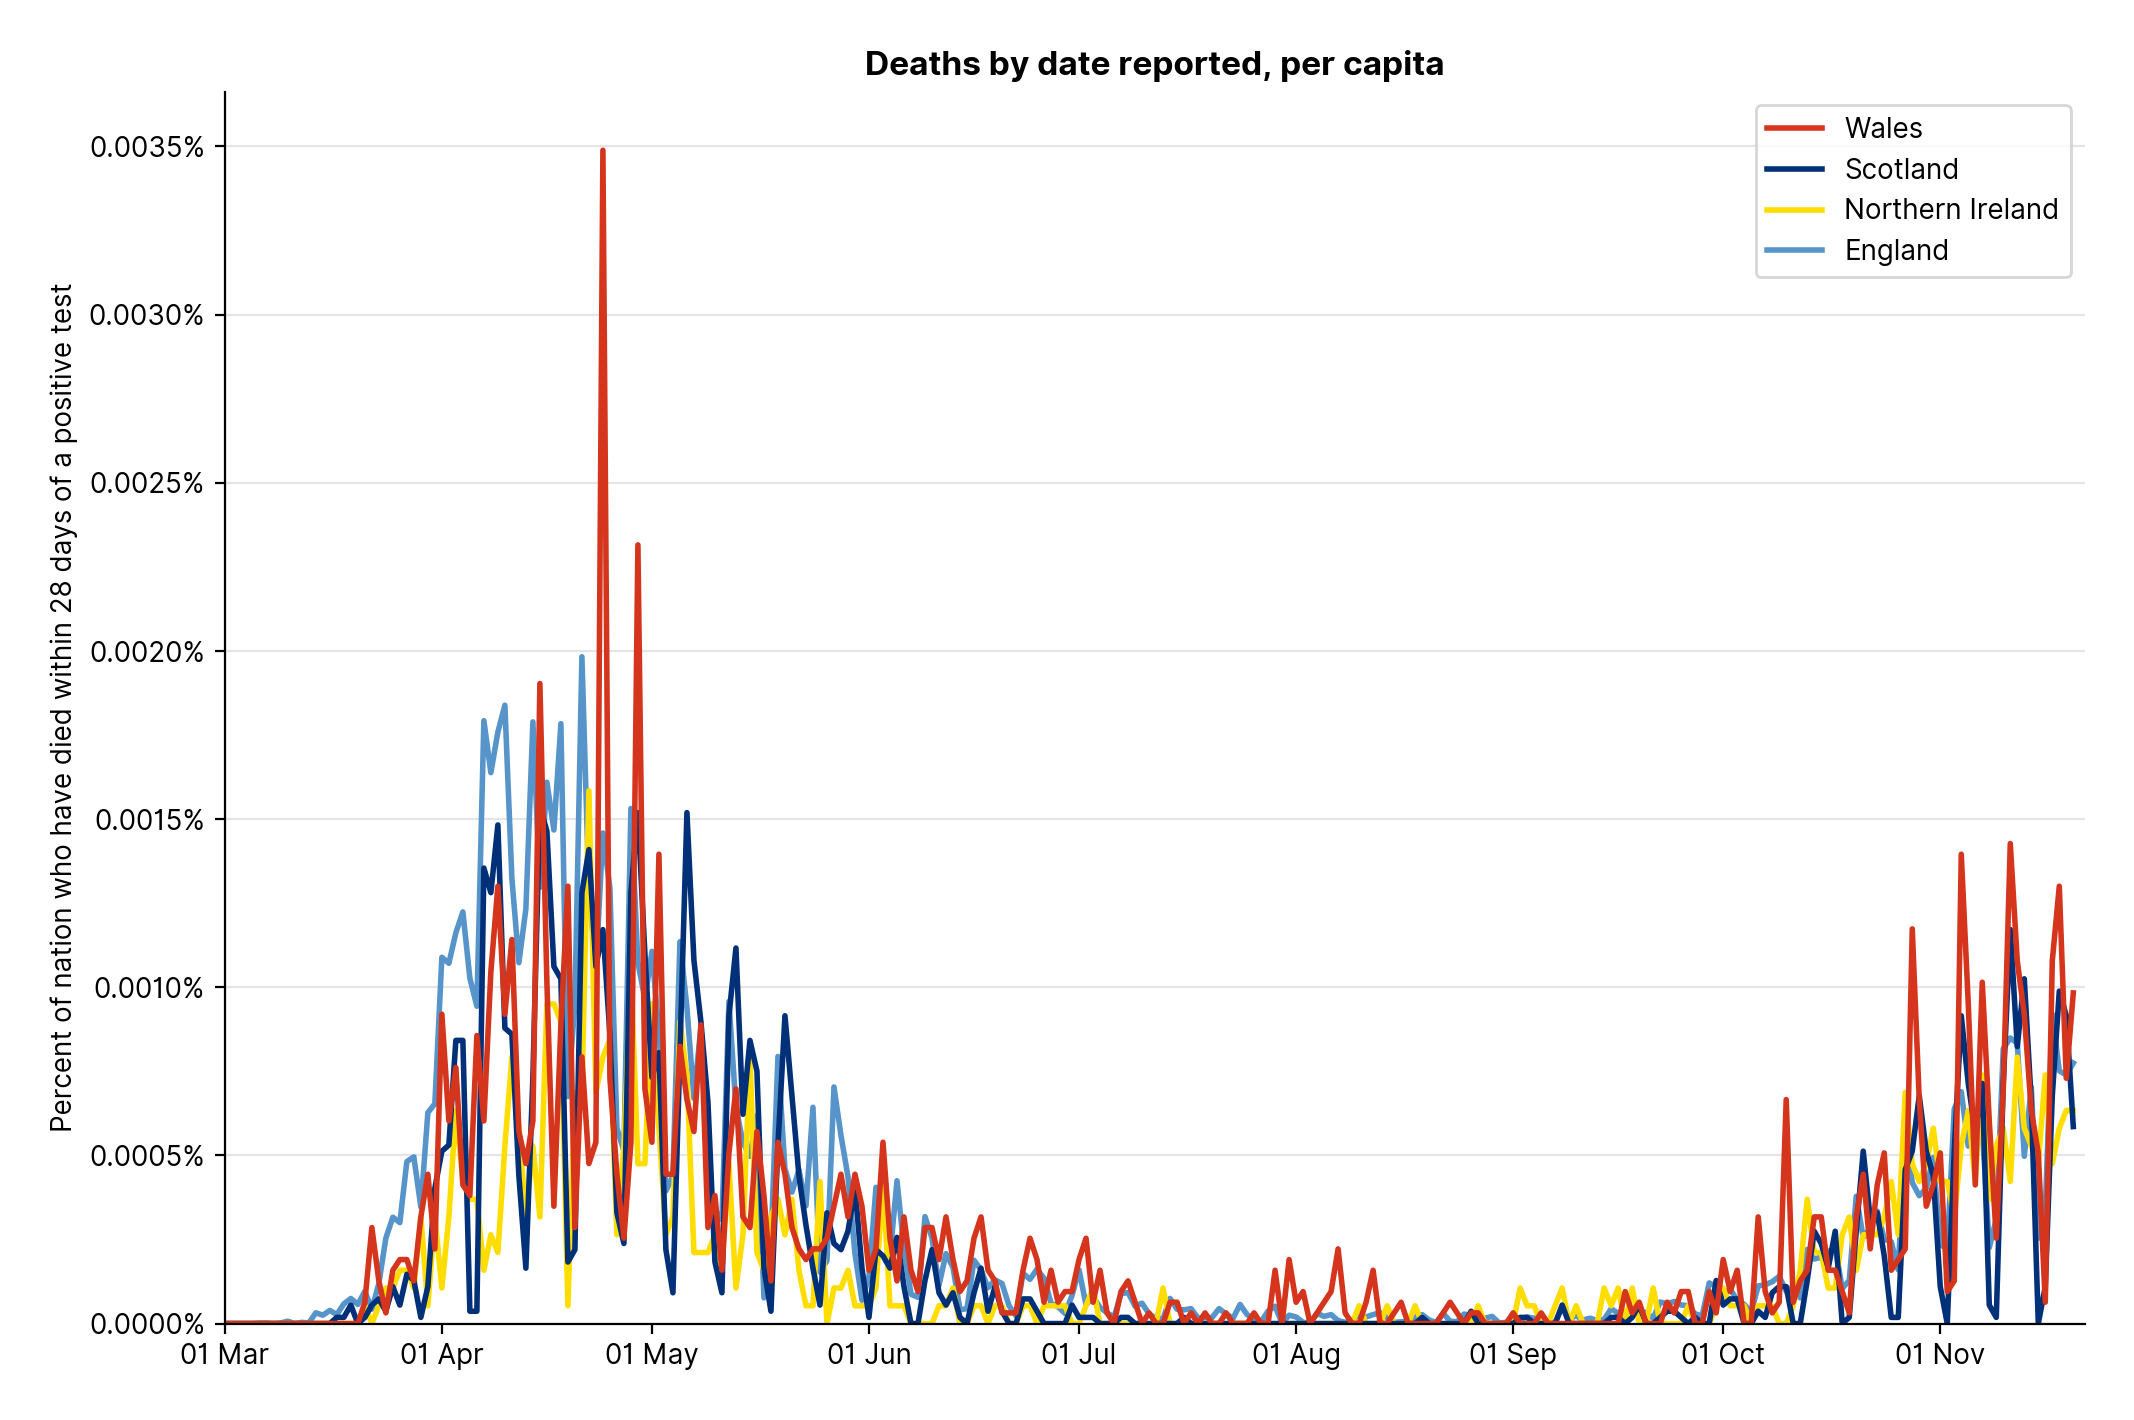 Deaths by date reported, per capita
Wales
Scotland
Northern Ireland
England
Percent of nation who have died within 28 days of a positive test
0.0035%
0.0030%
0.0025%
0.0020%
0.0015%
0.0010%
0.0005%
0.0000%
01 Mar
01 Apr
01 May
01 Jun
01 Jul
01 Aug
01 Sep
01 Oct
01 Nov